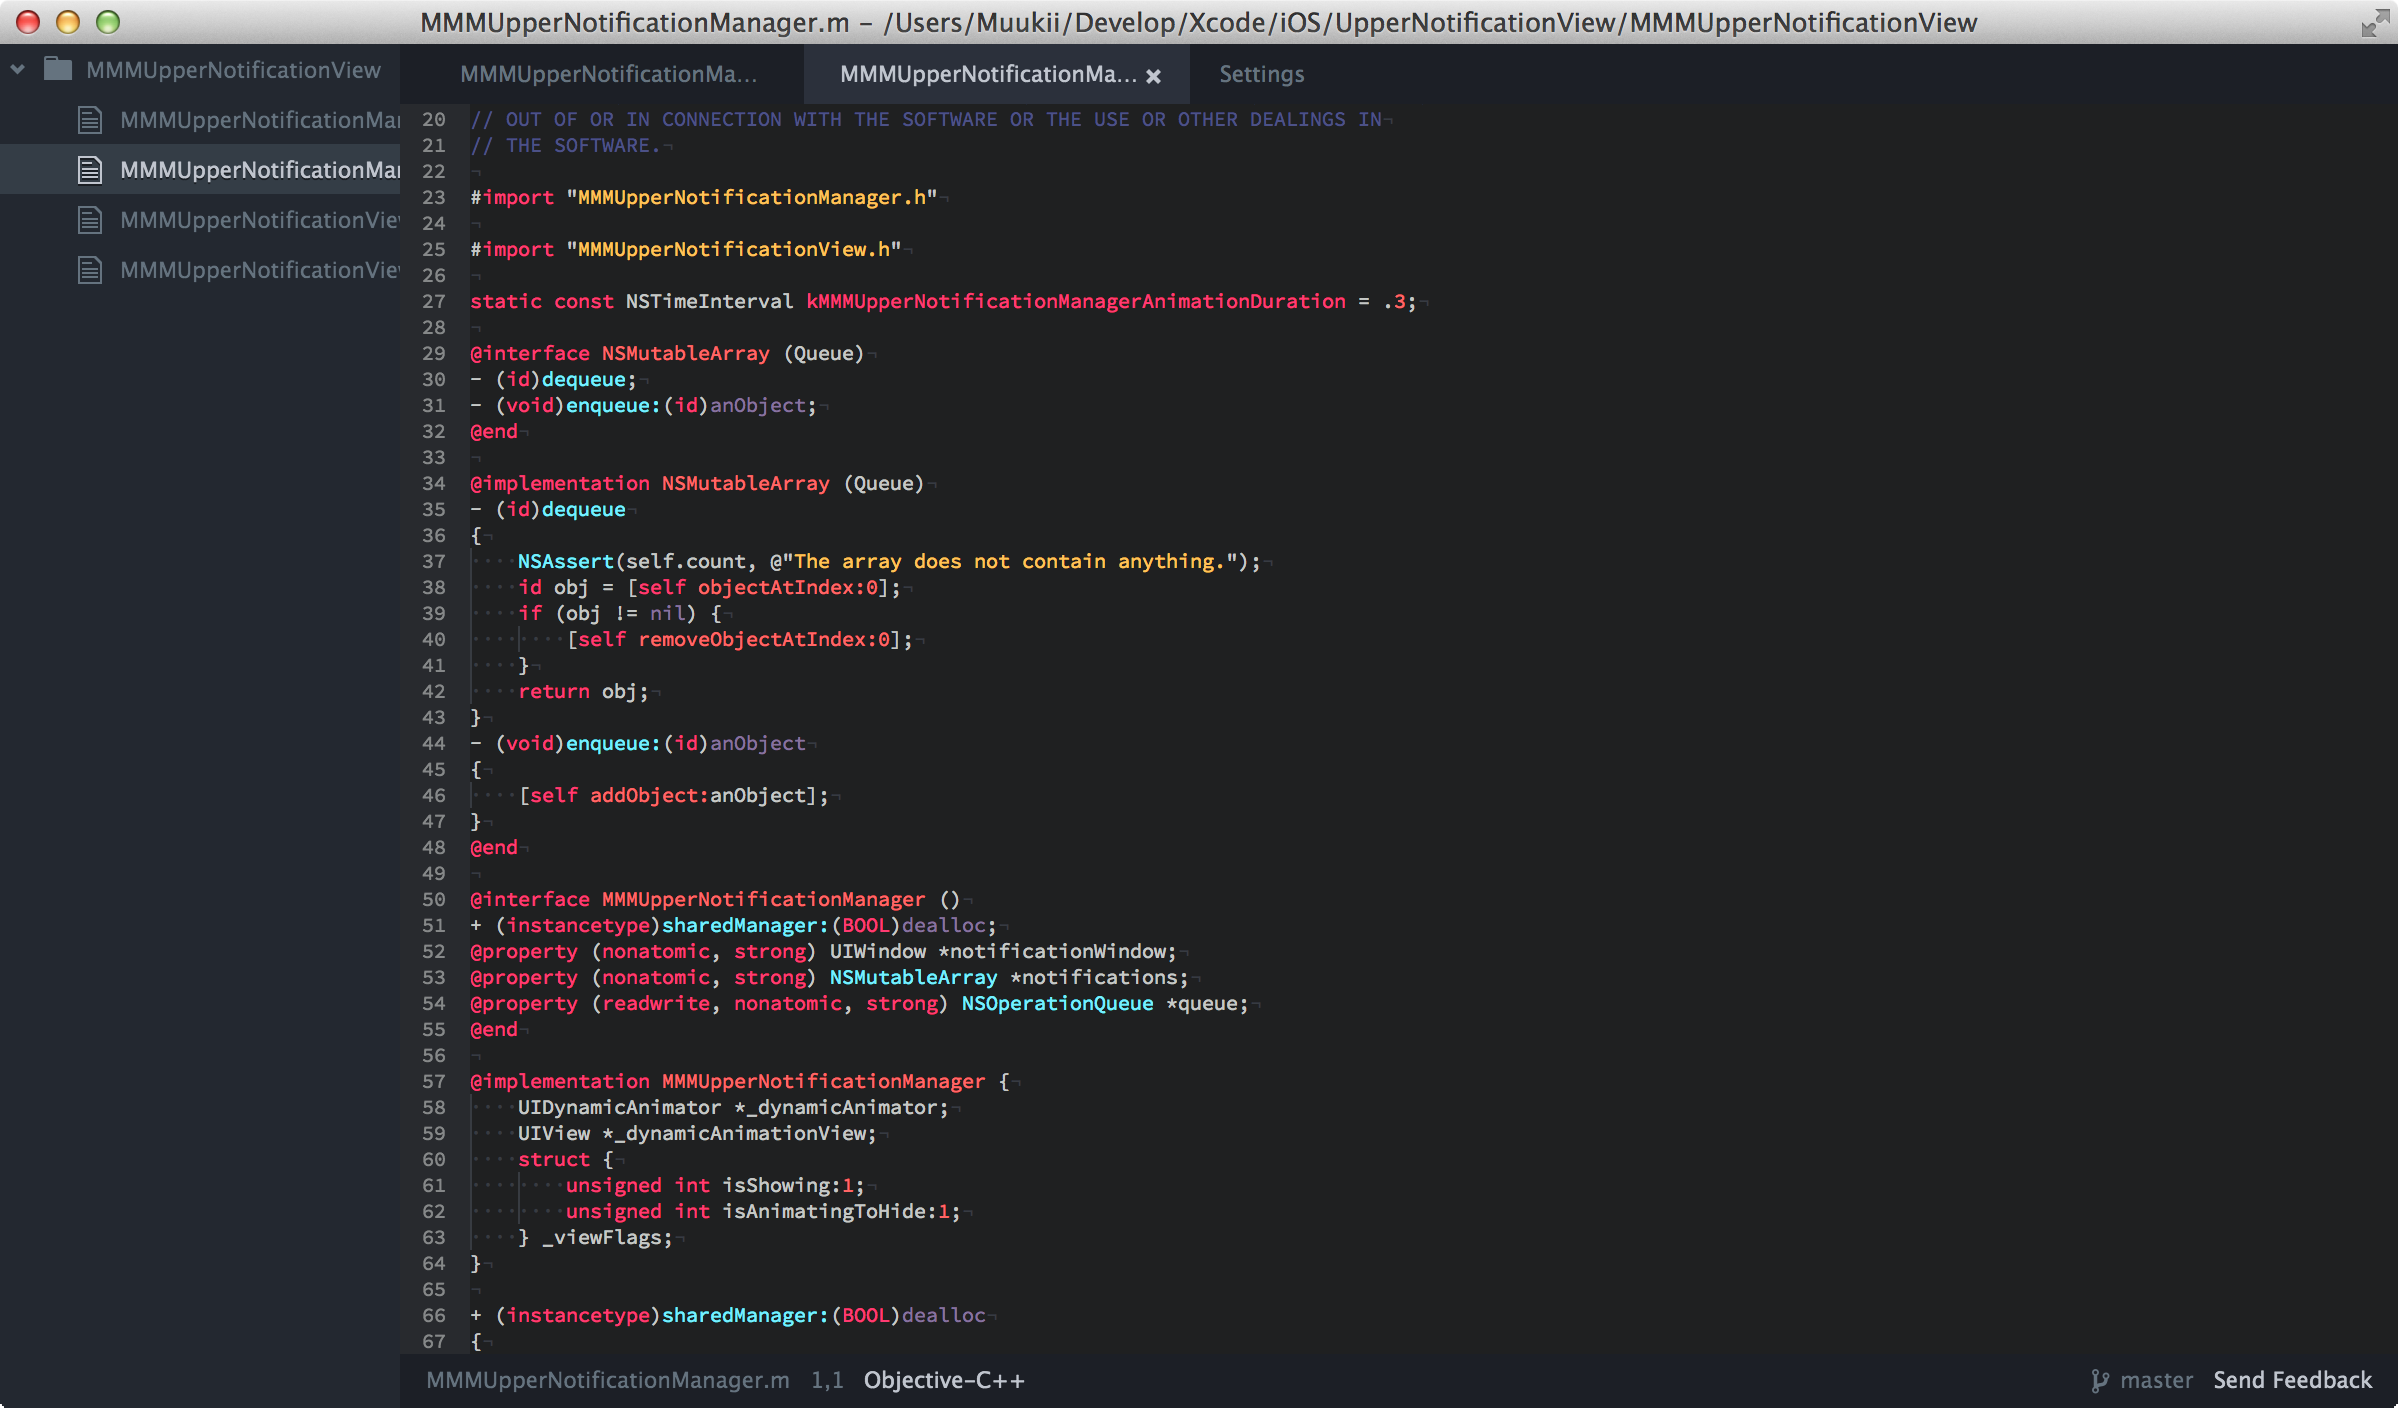 MMMUpperNotificationManager.m – /Users/Muukii/Develop/Xcode/iOS/UpperNotificationView/MMMUpperNotificationView
MMMUpperNotificationView
MMMUpperNotificationMa
MMMUpperNotificationMa
MMMUpperNotificationVie
MMMUpperNotificationVie
MMMUpperNotificationMa...
MMMUpperNotificationMa... ×
Settings
20 // OUT OF OR IN CONNECTION WITH THE SOFTWARE OR THE USE OR OTHER DEALINGS IN¬
21 // THE SOFTWARE.¬
22 ¬
23 #import "MMMUpperNotificationManager.h"¬
24 ¬
25 #import "MMMUpperNotificationView.h"¬
26 ¬
27 static const NSTimeInterval kMMMUpperNotificationManagerAnimationDuration = .3;¬
28 ¬
29 @interface NSMutableArray (Queue)¬
30 - (id)dequeue;¬
31 - (void)enqueue:(id)anObject;¬
32 @end¬
33 ¬
34 @implementation NSMutableArray (Queue)¬
35 - (id)dequeue¬
36 {¬
37 ····NSAssert(self.count, @"The array does not contain anything.");¬
38 ····id obj = [self objectAtIndex:0];¬
39 ····if (obj != nil) {¬
40 ········[self removeObjectAtIndex:0];¬
41 ····}¬
42 ····return obj;¬
43 }¬
44 - (void)enqueue:(id)anObject¬
45 {¬
46 ····[self addObject:anObject];¬
47 }¬
48 @end¬
49 ¬
50 @interface MMMUpperNotificationManager ()¬
51 + (instancetype)sharedManager:(BOOL)dealloc;¬
52 @property (nonatomic, strong) UIWindow *notificationWindow;¬
53 @property (nonatomic, strong) NSMutableArray *notifications;¬
54 @property (readwrite, nonatomic, strong) NSOperationQueue *queue;¬
55 @end¬
56 ¬
57 @implementation MMMUpperNotificationManager {¬
58 ····UIDynamicAnimator *_dynamicAnimator;¬
59 ····UIView *_dynamicAnimationView;¬
60 ····struct {¬
61 ········unsigned int isShowing:1;¬
62 ········unsigned int isAnimatingToHide:1;¬
63 ····} _viewFlags;¬
64 }¬
65 ¬
66 + (instancetype)sharedManager:(BOOL)dealloc¬
67 {¬
MMMUpperNotificationManager.m 1,1 Objective-C++
master Send Feedback